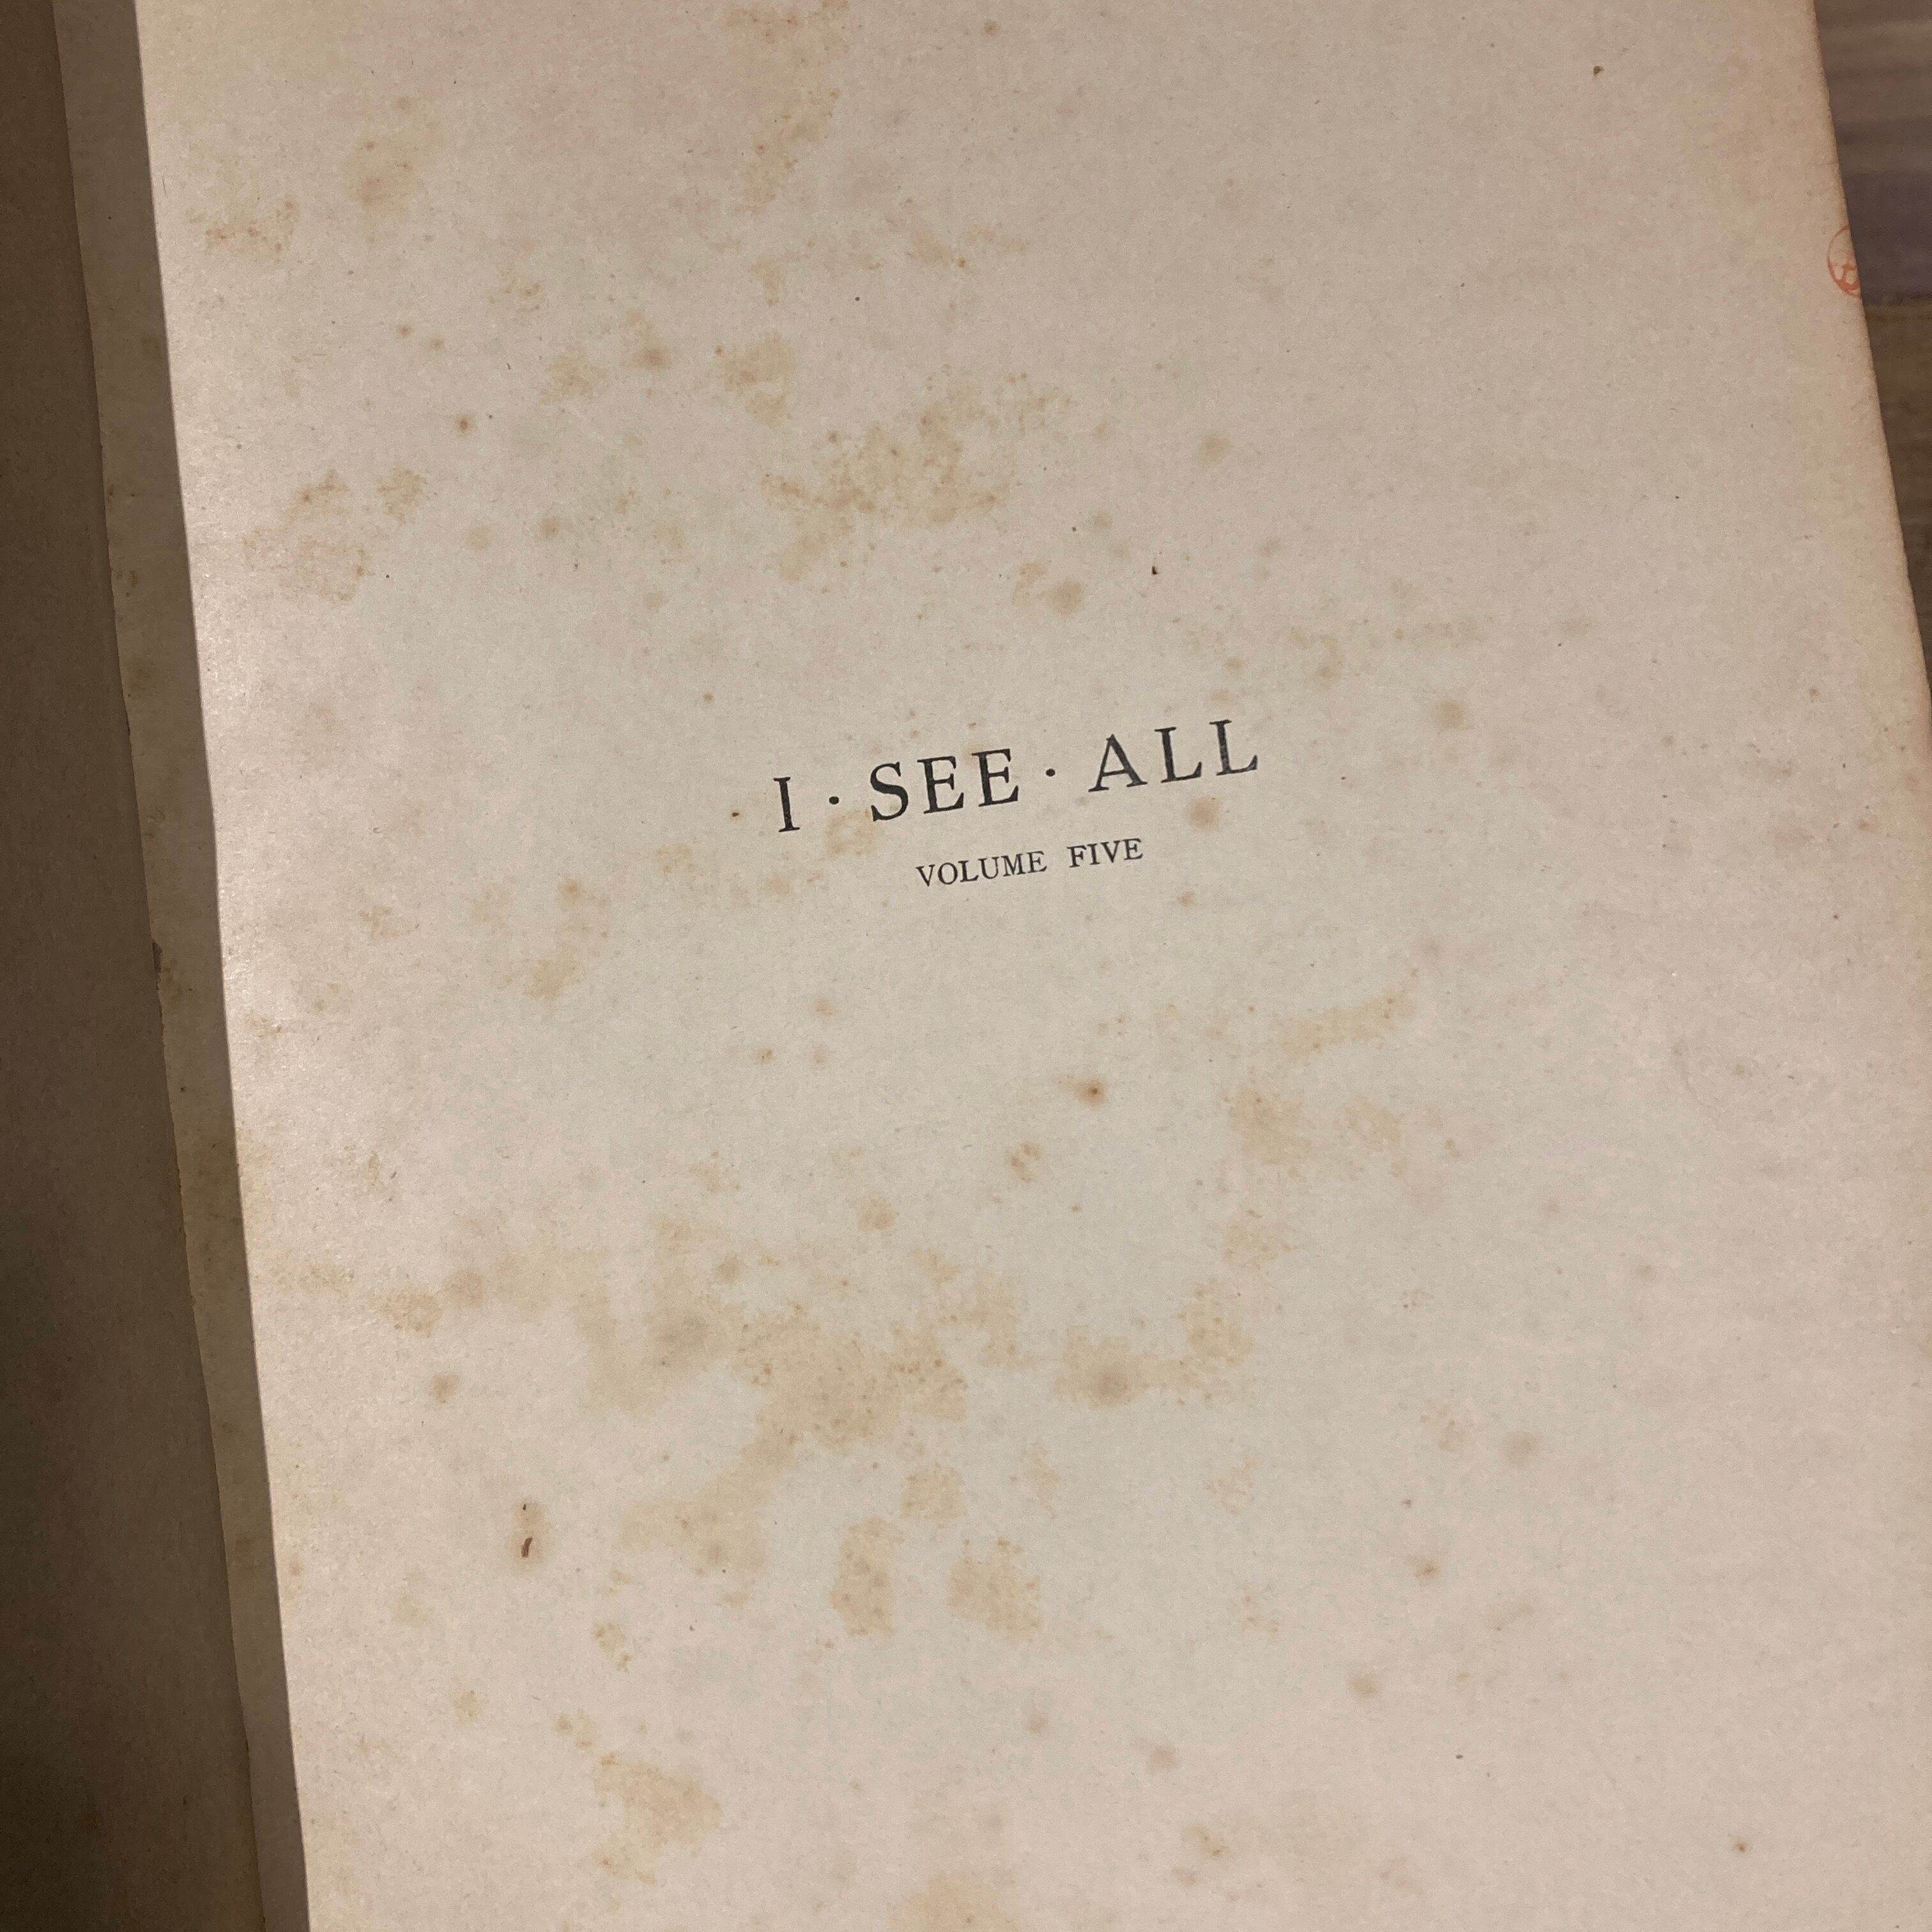 I · SEE · ALL
VOLUME FIVE